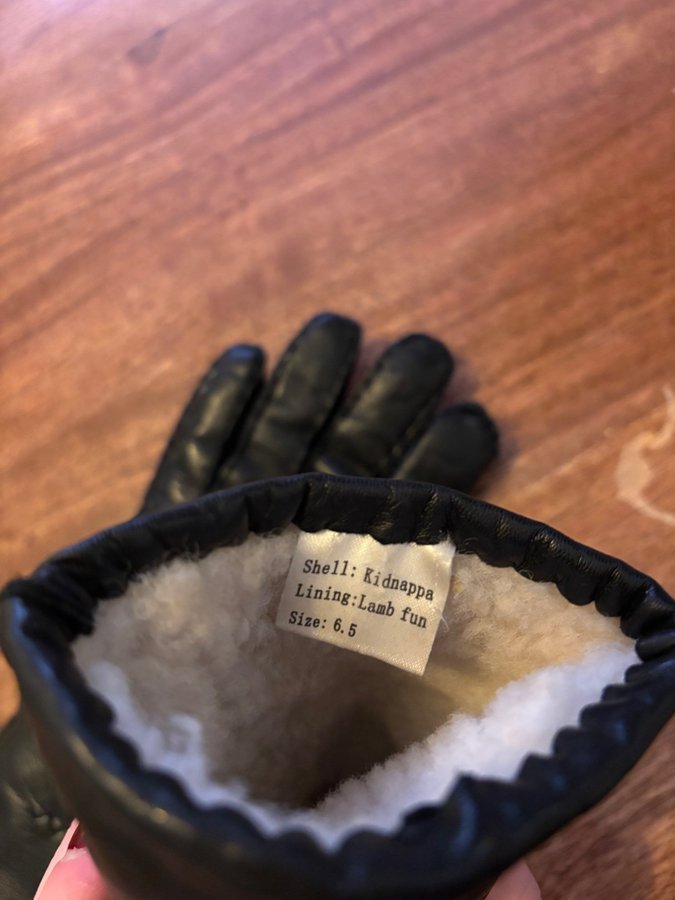 Shell: Kidnappa
Lining:Lamb fun
Size: 6.5